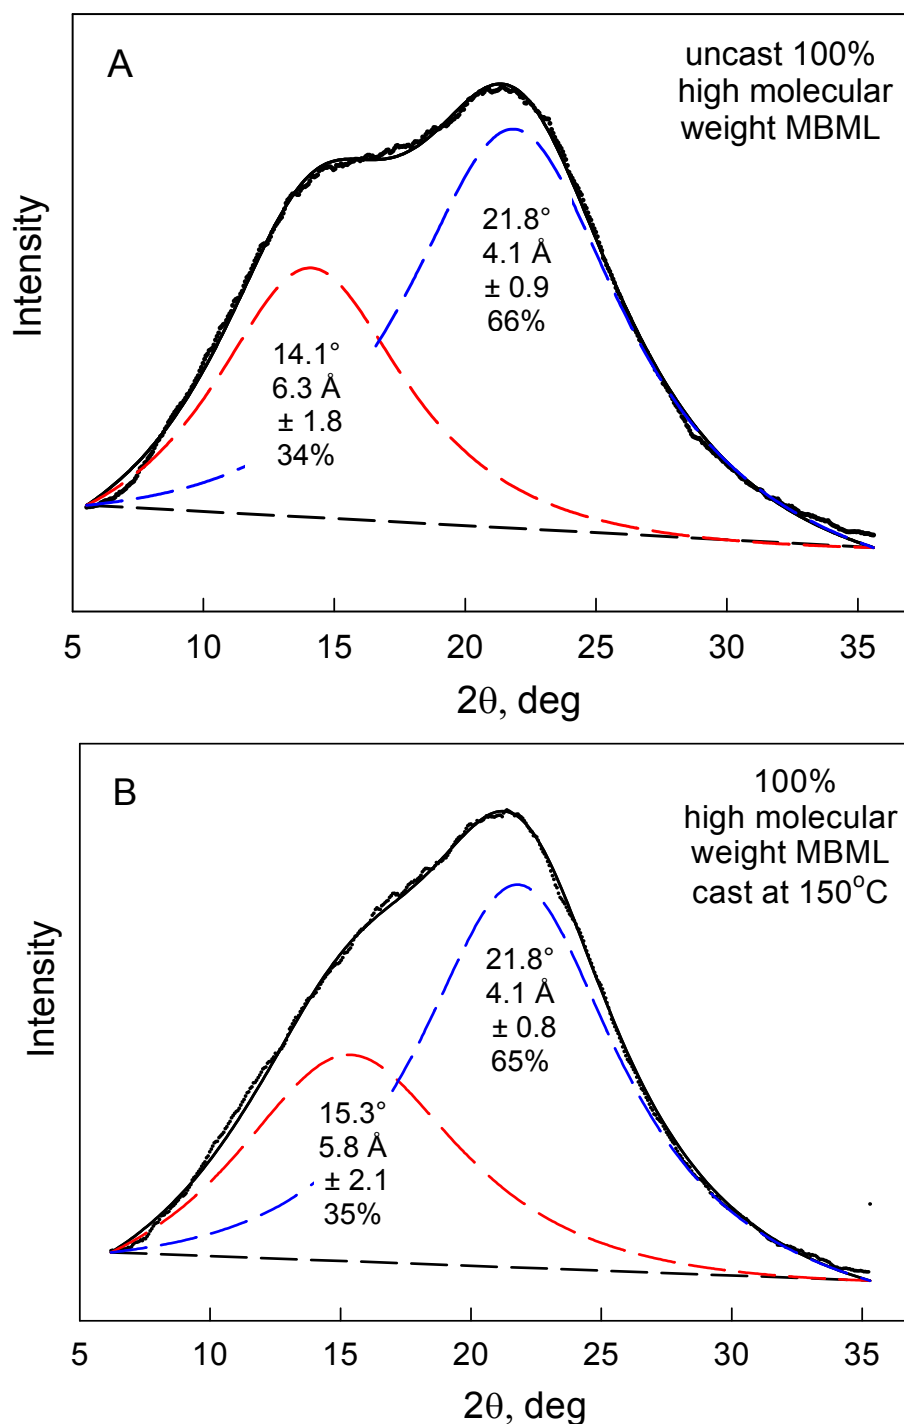 A
uncast 100%
high molecular
weight MBML
Intensity
21.8°
4.1 Å
± 0.9
66%
14.1°
6.3 Å
± 1.8
34%
5 10 15 20 25 30 35
2θ, deg
B
100%
high molecular
weight MBML
cast at 150°C
Intensity
21.8°
4.1 Å
± 0.8
65%
15.3°
5.8 Å
± 2.1
35%
5 10 15 20 25 30 35
2θ, deg